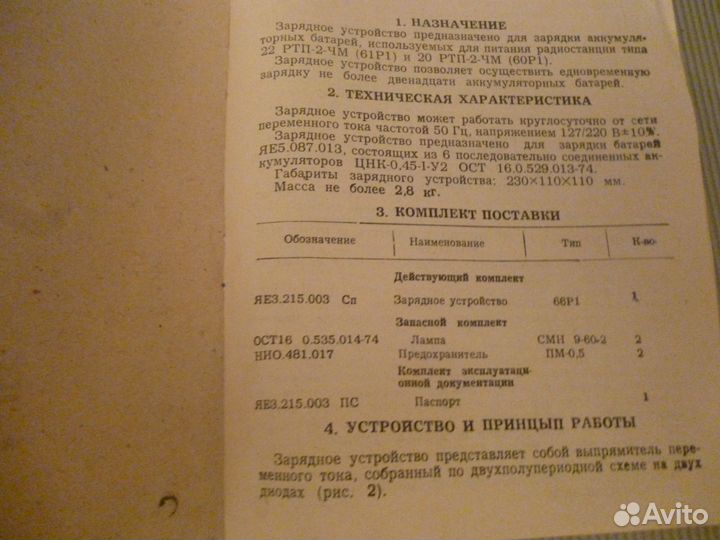 1. НАЗНАЧЕНИЕ
Зарядное устройство предназначено для зарядки аккумуля-
торных батарей, используемых для питания радиостанции типа
22 РТП-2-ЧМ (61Р1) и 20 РТП-2-ЧМ (60Р1).
Зарядное устройство позволяет осуществить едновременную
зарядку не более двенадцати аккумуляторных батарей.
2. ТЕХНИЧЕСКАЯ ХАРАКТЕРИСТИКА
Зарядное устройство может работать круглосуточно от сети
переменного тока частотой 50 Гц, напряжением 127/220 В±10%.
Зарядное устройство предназначено для зарядки батарей
ЯЕ5.087.013, состоящих из 6 последовательно соединенных ак-
кумуляторов ЦНК-0,45-I-У2 ОСТ 16.0.529.013-74.
Габариты зарядного устройства: 230×110×110 мм.
Масса не более 2,8 кг.
3. КОМПЛЕКТ ПОСТАВКИ
Обозначение Наименование Тип К-во
Действующий комплект
ЯЕ3.215.003 Сп Зарядное устройство 66Р1 1
Запасной комплект
ОСТ16 0.535.014-74 Лампа СМН 9-60-2 2
НИО.481.017 Предохранитель ПМ-0,5 2
Комплект эксплуатаци-
онной документации
ЯЕ3.215.003 ПС Паспорт 1
4. УСТРОЙСТВО И ПРИНЦЫП РАБОТЫ
Зарядное устройство представляет собой выпрямитель пере-
менного тока, собранный по двухполупериодной схеме на двух
диодах (рис. 2).
Avito